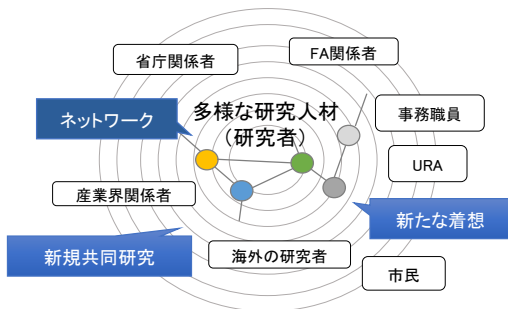 省庁関係者
FA関係者
ネットワーク
多様な研究人材
（研究者）
事務職員
URA
産業界関係者
新たな着想
新規共同研究
海外の研究者
市民